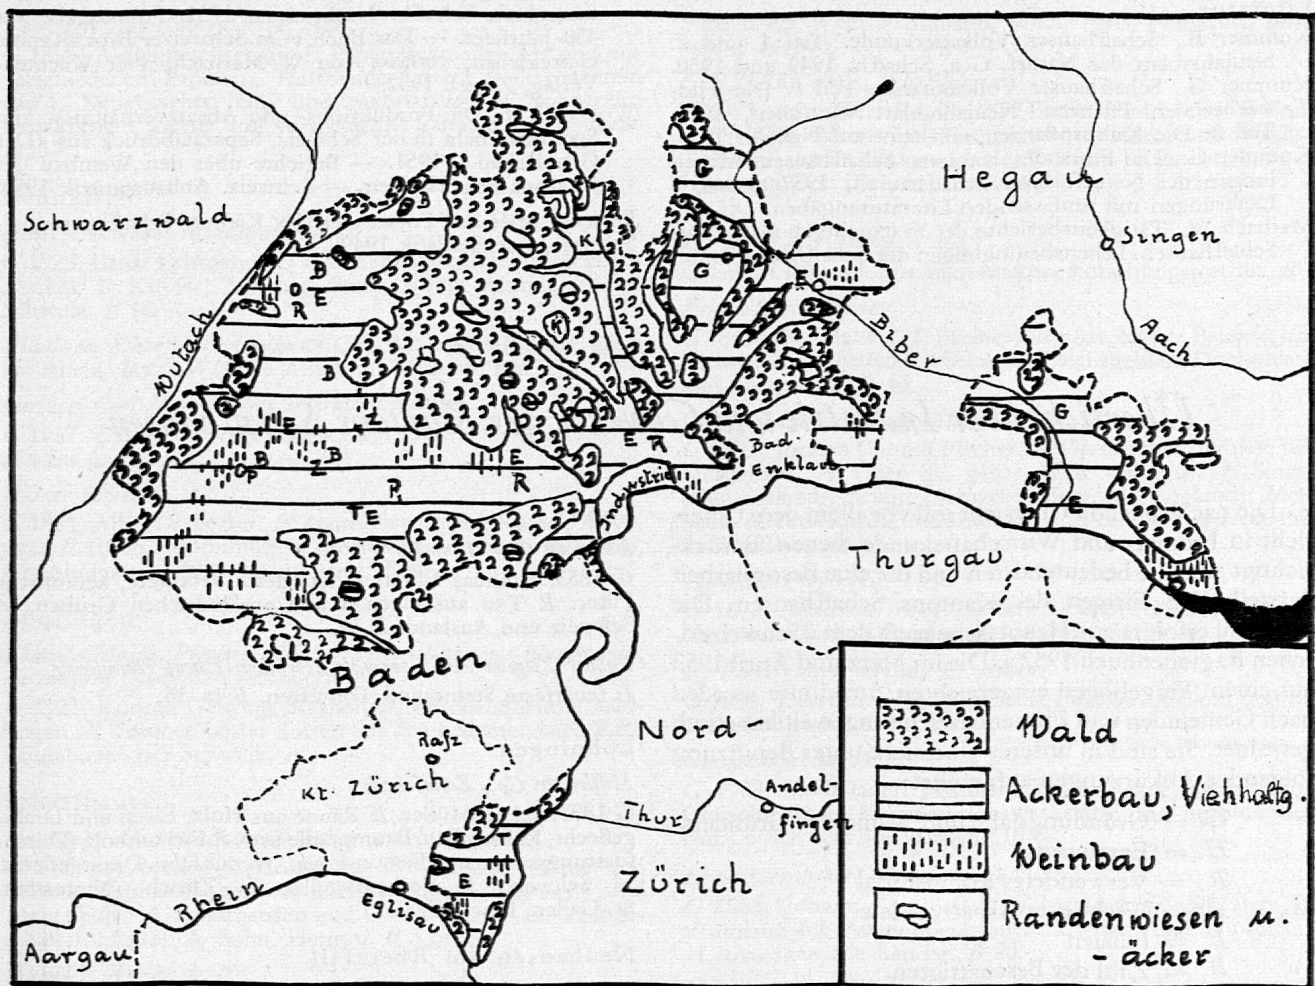 Schwarzwald
Hegau
Singen
Aach
Wutach
Biber
B
K
G
G
B
O
E
R
E
B
Z
G
E
E R
Bad.
Enklave
B
Z B
P
E
R
R
Industrie
E
T E
Thurgau
Baden
Nord
Rafz
Kt. Zürich
Thur
Andel-
fingen
Zürich
E
Rhein
Eglisau
Aargau
Wald
Ackerbau, Viehhaltg.
Weinbau
Randenwiesen u.
- äcker